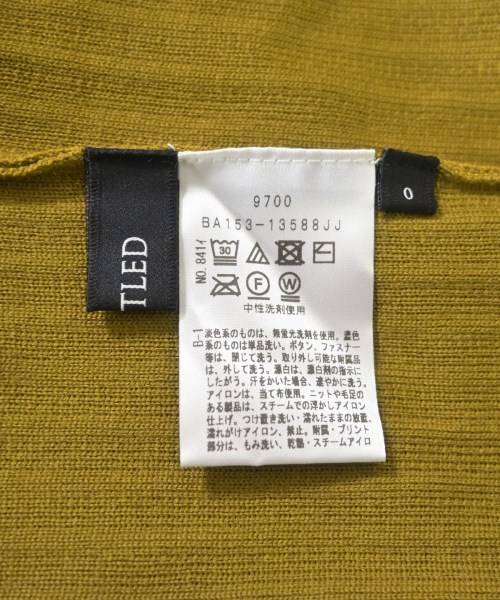 TLED
0
9700
BA153-13588JJ
NO.841イ
30
F
W
中性洗剤使用
B-1
淡色系のものは、無蛍光洗剤を使用。濃色
系のものは単品洗い。ボタン、ファスナー
等は、閉じて洗う。取り外し可能な附属品
は、外して洗う。漂白は、漂白剤の指示に
したがう。汗をかいた場合、速やかに洗う。
アイロンは、当て布使用。ニットや毛足の
ある製品は、スチームでの浮かしアイロン
仕上げ。つけ置き洗い・濡れたままの放置、
濡れがけアイロン、禁止。附属・プリント
部分は、もみ洗い、乾熱・スチームアイロ